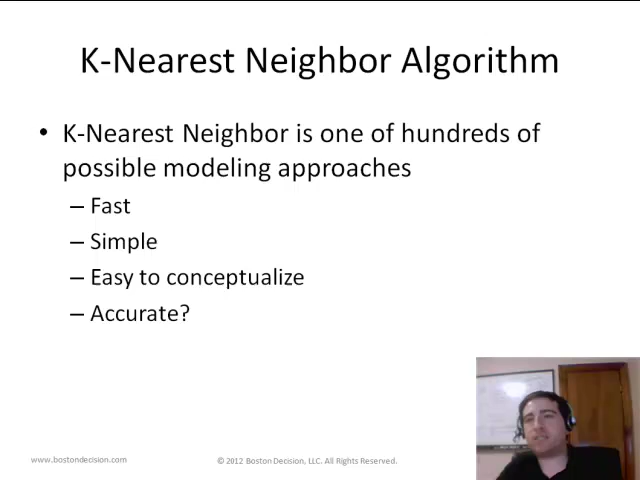 K-Nearest Neighbor Algorithm
• K-Nearest Neighbor is one of hundreds of
possible modeling approaches
– Fast
– Simple
– Easy to conceptualize
– Accurate?
www.bostondecision.com
© 2012 Boston Decision, LLC. All Rights Reserved.